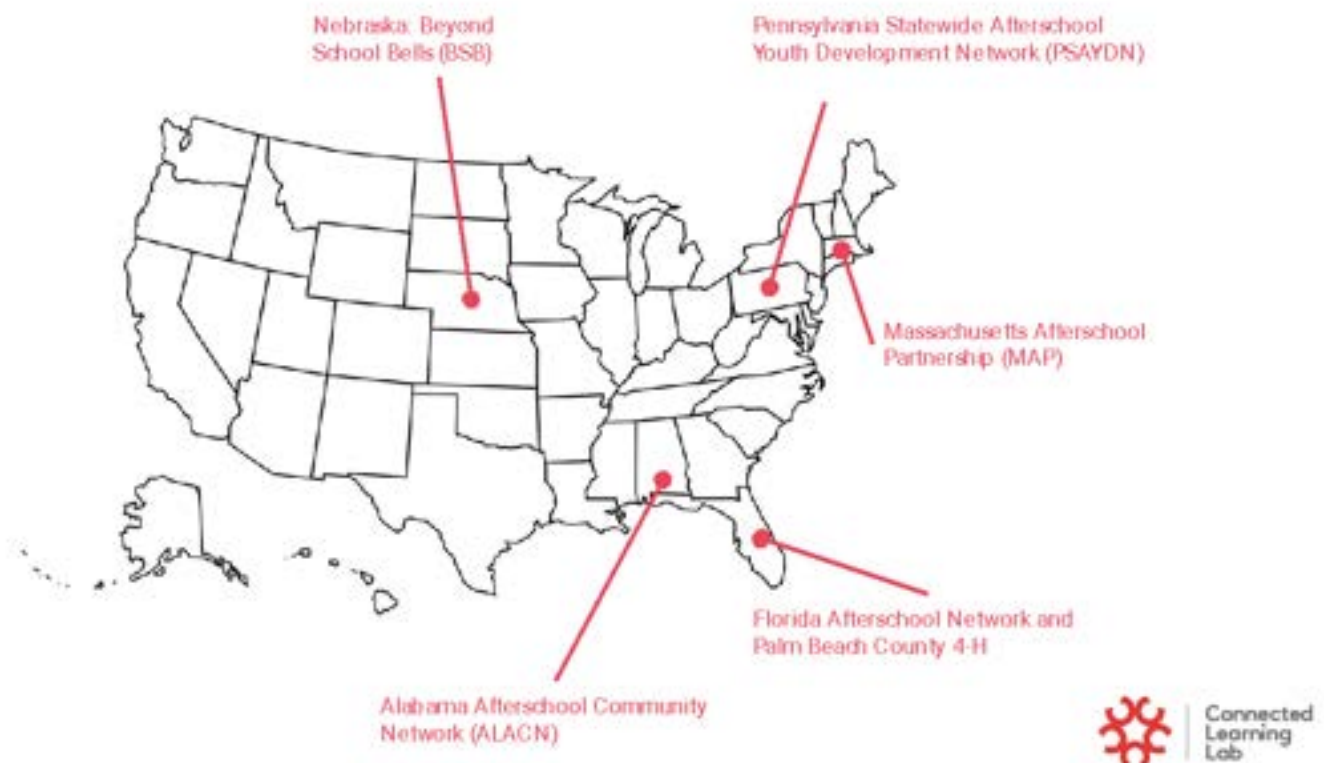 Nebraska: Beyond
School Bells (BSB)
Pennsylvania Statewide Afterschool
Youth Development Network (PSAYDN)
Massachusetts Afterschool
Partnership (MAP)
Florida Afterschool Network and
Palm Beach County 4-H
Alabama Afterschool Community
Network (ALACN)
Connected
Learning
Lab